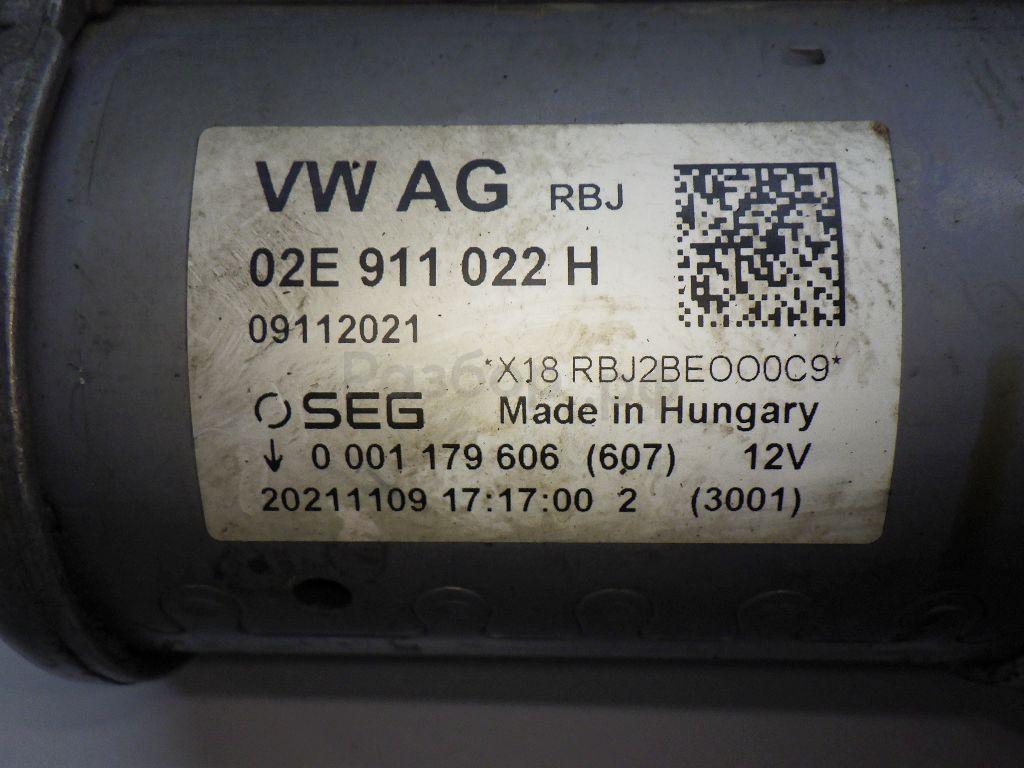 VW AG RBJ
02E 911 022 H
09112021
*X18 RBJ2BE0000C9*
SEG Made in Hungary
↓ 0 001 179 606 (607) 12V
20211109 17:17:00 2 (3001)